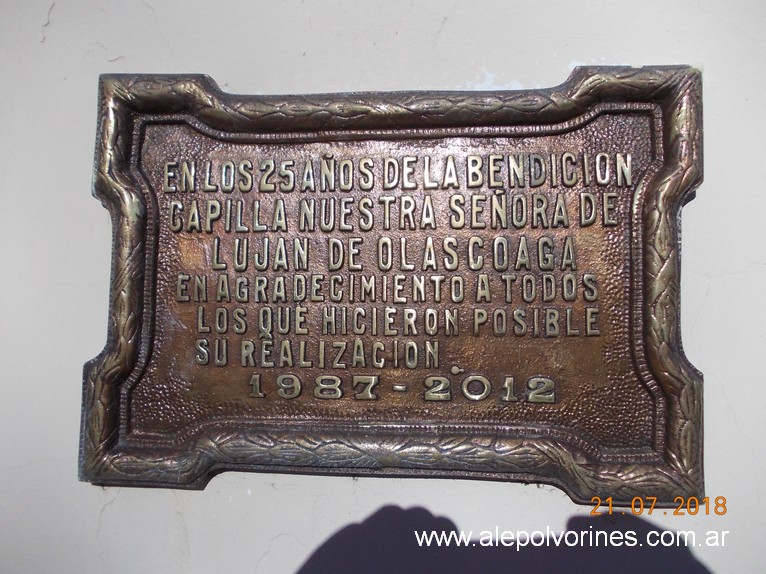 EN LOS 25 AÑOS DE LA BENDICION
CAPILLA NUESTRA SEÑORA DE
LUJAN DE OLASCOAGA
EN AGRADECIMIENTO A TODOS
LOS QUE HICIERON POSIBLE
SU REALIZACION.
1987-2012
21.07.2018
www.alepolvorines.com.ar